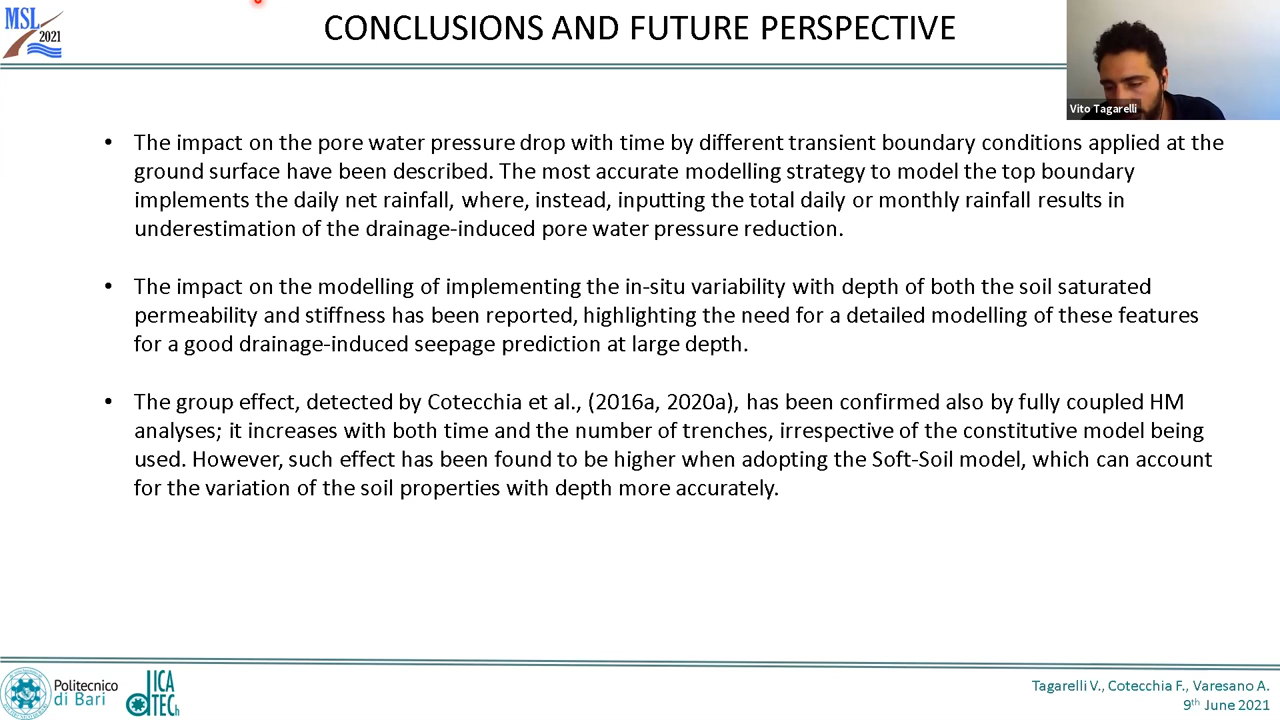 MSL
2021
CONCLUSIONS AND FUTURE PERSPECTIVE
Vito Tagarelli
• The impact on the pore water pressure drop with time by different transient boundary conditions applied at the
ground surface have been described. The most accurate modelling strategy to model the top boundary
implements the daily net rainfall, where, instead, inputting the total daily or monthly rainfall results in
underestimation of the drainage-induced pore water pressure reduction.
• The impact on the modelling of implementing the in-situ variability with depth of both the soil saturated
permeability and stiffness has been reported, highlighting the need for a detailed modelling of these features
for a good drainage-induced seepage prediction at large depth.
• The group effect, detected by Cotecchia et al., (2016a, 2020a), has been confirmed also by fully coupled HM
analyses; it increases with both time and the number of trenches, irrespective of the constitutive model being
used. However, such effect has been found to be higher when adopting the Soft-Soil model, which can account
for the variation of the soil properties with depth more accurately.
Politecnico
di Bari
DICA
TECh
Tagarelli V., Cotecchia F., Varesano A.
9th June 2021